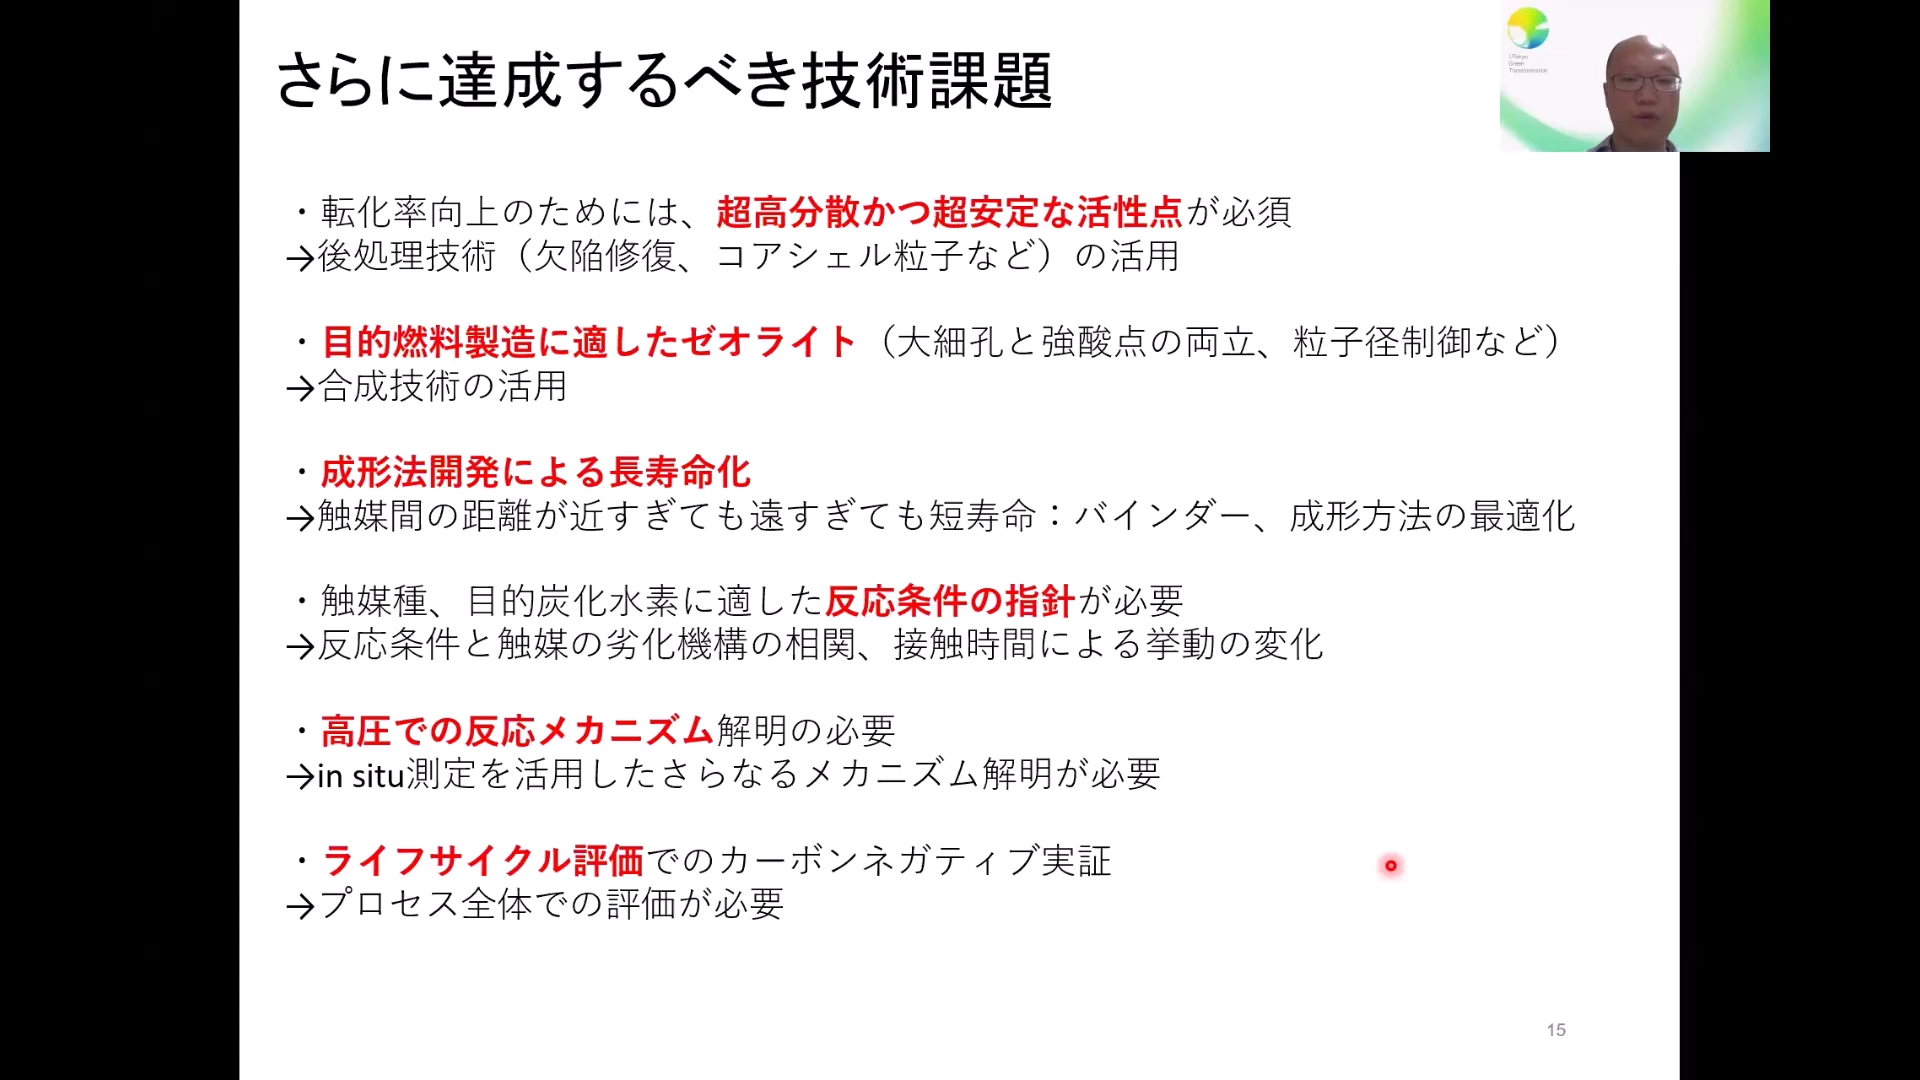 さらに達成するべき技術課題
UTokyo
Green
Transformation
・転化率向上のためには、超高分散かつ超安定な活性点が必須
→後処理技術（欠陥修復、コアシェル粒子など）の活用
・目的燃料製造に適したゼオライト（大細孔と強酸点の両立、粒子径制御など）
→合成技術の活用
・成形法開発による長寿命化
→触媒間の距離が近すぎても遠すぎても短寿命：バインダー、成形方法の最適化
・触媒種、目的炭化水素に適した反応条件の指針が必要
→反応条件と触媒の劣化機構の相関、接触時間による挙動の変化
・高圧での反応メカニズム解明の必要
→in situ測定を活用したさらなるメカニズム解明が必要
・ライフサイクル評価でのカーボンネガティブ実証
→プロセス全体での評価が必要
15